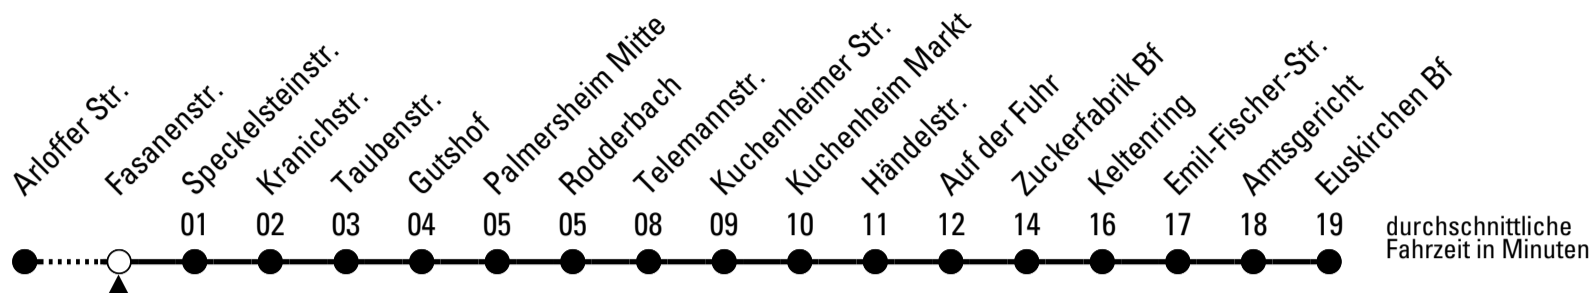 Arloffer Str.
Fasanenstr.
Speckelsteinstr.
Kranichstr.
Taubenstr.
Gutshof
Palmersheim Mitte
Rodderbach
Telemannstr.
Kuchenheimer Str.
Kuchenheim Markt
Händelstr.
Auf der Fuhr
Zuckerfabrik Bf
Keltenring
Emil-Fischer-Str.
Amtsgericht
Euskirchen Bf
01 02 03 04 05 05 08 09 10 11 12 14 16 17 18 19
durchschnittliche
Fahrzeit in Minuten